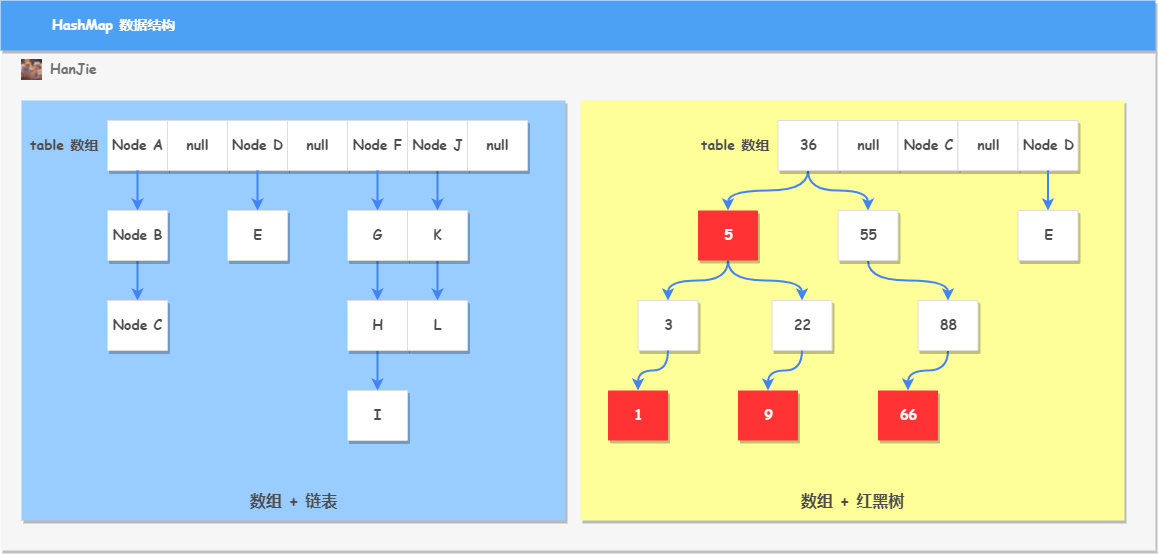 HashMap 数据结构
HanJie
table 数组 Node A null Node D null Node F Node J null
Node B E G K
Node C H L
I
数组 + 链表
table 数组 36 null Node C null Node D
5 55 E
3 22 88
1 9 66
数组 + 红黑树